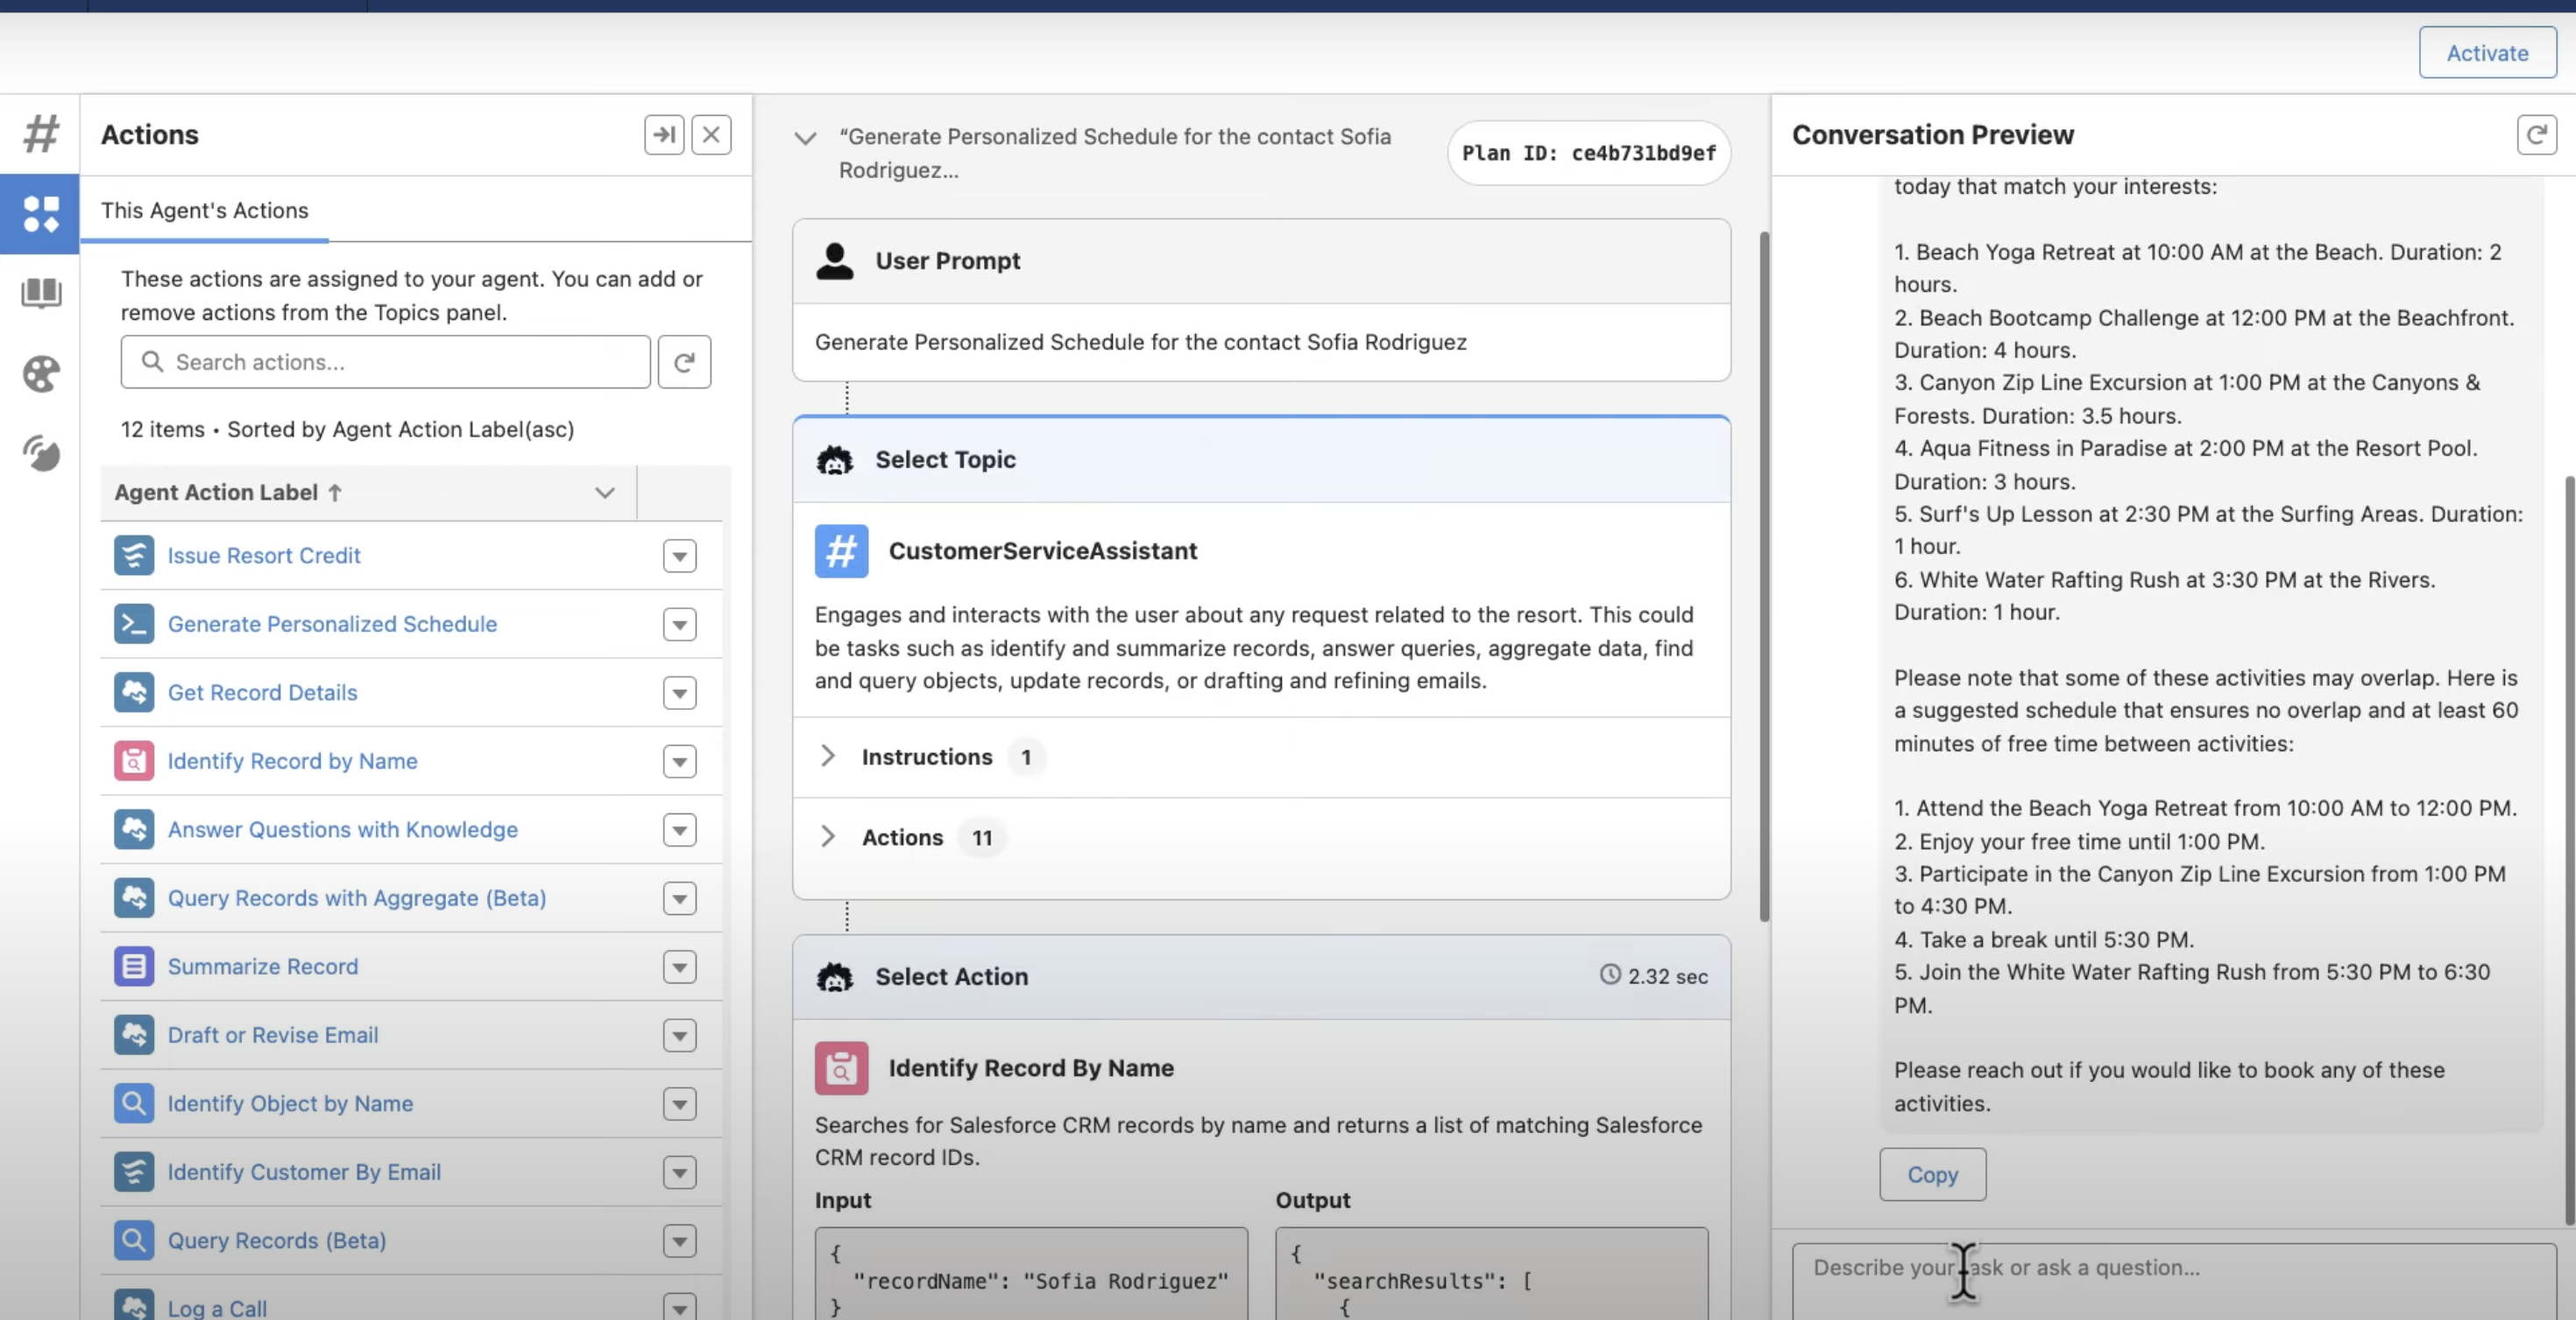 Activate
Actions
This Agent's Actions
These actions are assigned to your agent. You can add or
remove actions from the Topics panel.
Search actions...
12 items • Sorted by Agent Action Label(asc)
Agent Action Label ↑
Issue Resort Credit
Generate Personalized Schedule
Get Record Details
Identify Record by Name
Answer Questions with Knowledge
Query Records with Aggregate (Beta)
Summarize Record
Draft or Revise Email
Identify Object by Name
Identify Customer By Email
Query Records (Beta)
Log a Call
“Generate Personalized Schedule for the contact Sofia
Rodriguez...
Plan ID: ce4b731bd9ef
User Prompt
Generate Personalized Schedule for the contact Sofia Rodriguez
Select Topic
CustomerServiceAssistant
Engages and interacts with the user about any request related to the resort. This could
be tasks such as identify and summarize records, answer queries, aggregate data, find
and query objects, update records, or drafting and refining emails.
Instructions 1
Actions 11
Select Action
2.32 sec
Identify Record By Name
Searches for Salesforce CRM records by name and returns a list of matching Salesforce
CRM record IDs.
Input
{
"recordName": "Sofia Rodriguez"
}
Output
{
"searchResults": [
{
Conversation Preview
today that match your interests:
1. Beach Yoga Retreat at 10:00 AM at the Beach. Duration: 2
hours.
2. Beach Bootcamp Challenge at 12:00 PM at the Beachfront.
Duration: 4 hours.
3. Canyon Zip Line Excursion at 1:00 PM at the Canyons &
Forests. Duration: 3.5 hours.
4. Aqua Fitness in Paradise at 2:00 PM at the Resort Pool.
Duration: 3 hours.
5. Surf's Up Lesson at 2:30 PM at the Surfing Areas. Duration:
1 hour.
6. White Water Rafting Rush at 3:30 PM at the Rivers.
Duration: 1 hour.
Please note that some of these activities may overlap. Here is
a suggested schedule that ensures no overlap and at least 60
minutes of free time between activities:
1. Attend the Beach Yoga Retreat from 10:00 AM to 12:00 PM.
2. Enjoy your free time until 1:00 PM.
3. Participate in the Canyon Zip Line Excursion from 1:00 PM
to 4:30 PM.
4. Take a break until 5:30 PM.
5. Join the White Water Rafting Rush from 5:30 PM to 6:30
PM.
Please reach out if you would like to book any of these
activities.
Copy
Describe your task or ask a question...